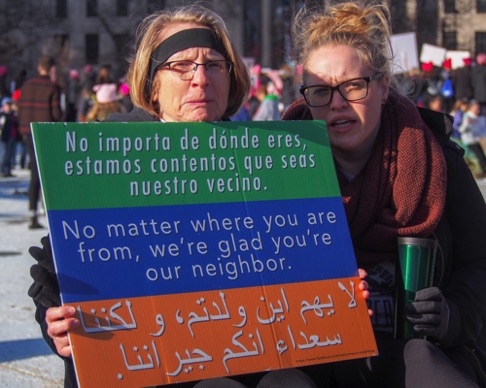 No importa de dónde eres,
estamos contentos que seas
nuestro vecino.
No matter where you are
from, we're glad you're
our neighbor.
لا يهم اين ولدتم، و لكننا
سعداء انكم جيراننا.